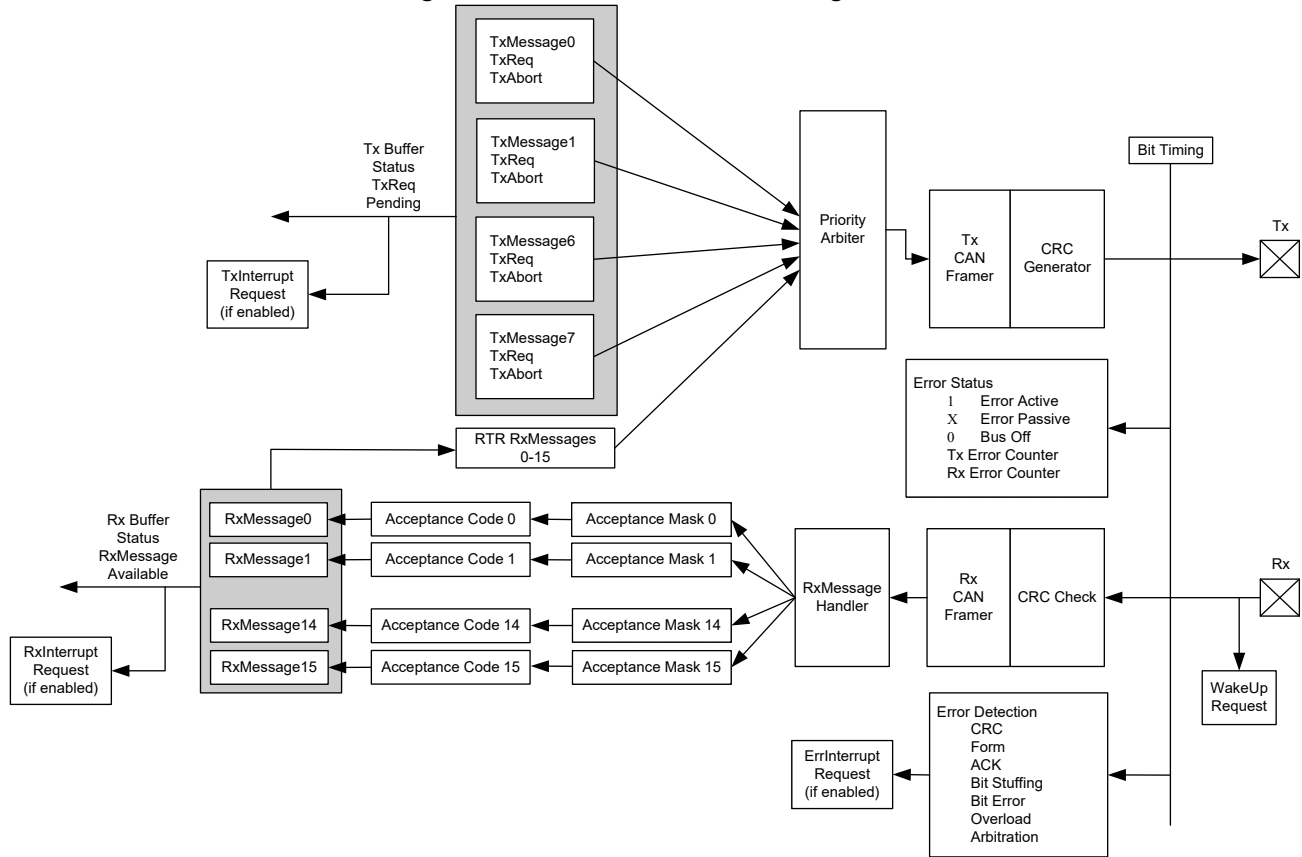 TxMessage0
TxReq
TxAbort
TxMessage1
TxReq
TxAbort
TxMessage6
TxReq
TxAbort
TxMessage7
TxReq
TxAbort
Tx Buffer
Status
TxReq
Pending
TxInterrupt
Request
(if enabled)
Priority
Arbiter
Tx
CAN
Framer
CRC
Generator
Bit Timing
Tx
Error Status
1 Error Active
X Error Passive
0 Bus Off
Tx Error Counter
Rx Error Counter
RTR RxMessages
0-15
Rx Buffer
Status
RxMessage
Available
RxInterrupt
Request
(if enabled)
RxMessage0
Acceptance Code 0
Acceptance Mask 0
RxMessage1
Acceptance Code 1
Acceptance Mask 1
RxMessage14
Acceptance Code 14
Acceptance Mask 14
RxMessage15
Acceptance Code 15
Acceptance Mask 15
RxMessage
Handler
Rx
CAN
Framer
CRC Check
Rx
WakeUp
Request
ErrInterrupt
Request
(if enabled)
Error Detection
CRC
Form
ACK
Bit Stuffing
Bit Error
Overload
Arbitration